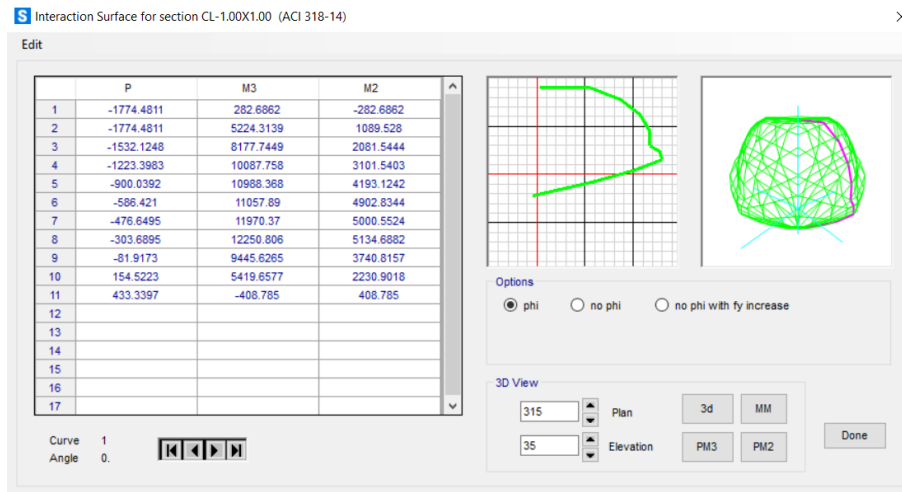 S Interaction Surface for section CL-1.00X1.00 (ACI 318-14)
Edit
P M3 M2
1 -1774.4811 282.6862 -282.6862
2 -1774.4811 5224.3139 1089.528
3 -1532.1248 8177.7449 2081.5444
4 -1223.3983 10087.758 3101.5403
5 -900.0392 10988.368 4193.1242
6 -586.421 11057.89 4902.8344
7 -476.6495 11970.37 5000.5524
8 -303.6895 12250.806 5134.6882
9 -81.9173 9445.6265 3740.8157
10 154.5223 5419.6577 2230.9018
11 433.3397 -408.785 408.785
12
13
14
15
16
17
Curve 1
Angle 0.
Options
phi no phi no phi with fy increase
3D View
315 Plan 3d MM
35 Elevation PM3 PM2
Done